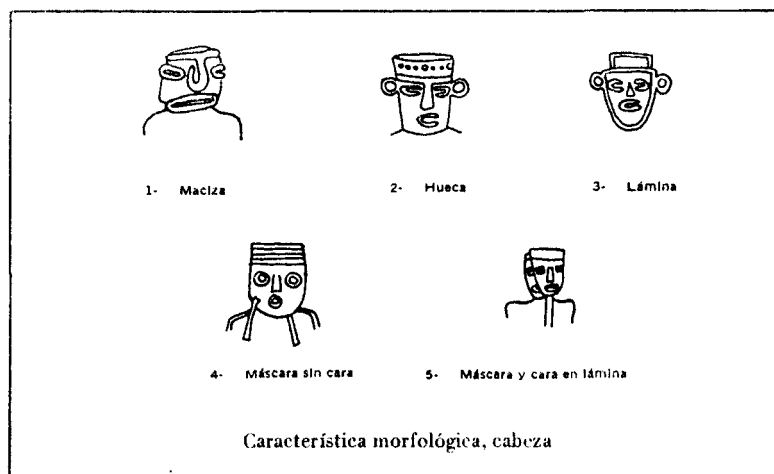 1- Maciza
2- Hueca
3- Lámina
4- Máscara sin cara
5- Máscara y cara en lámina
Característica morfológica, cabeza